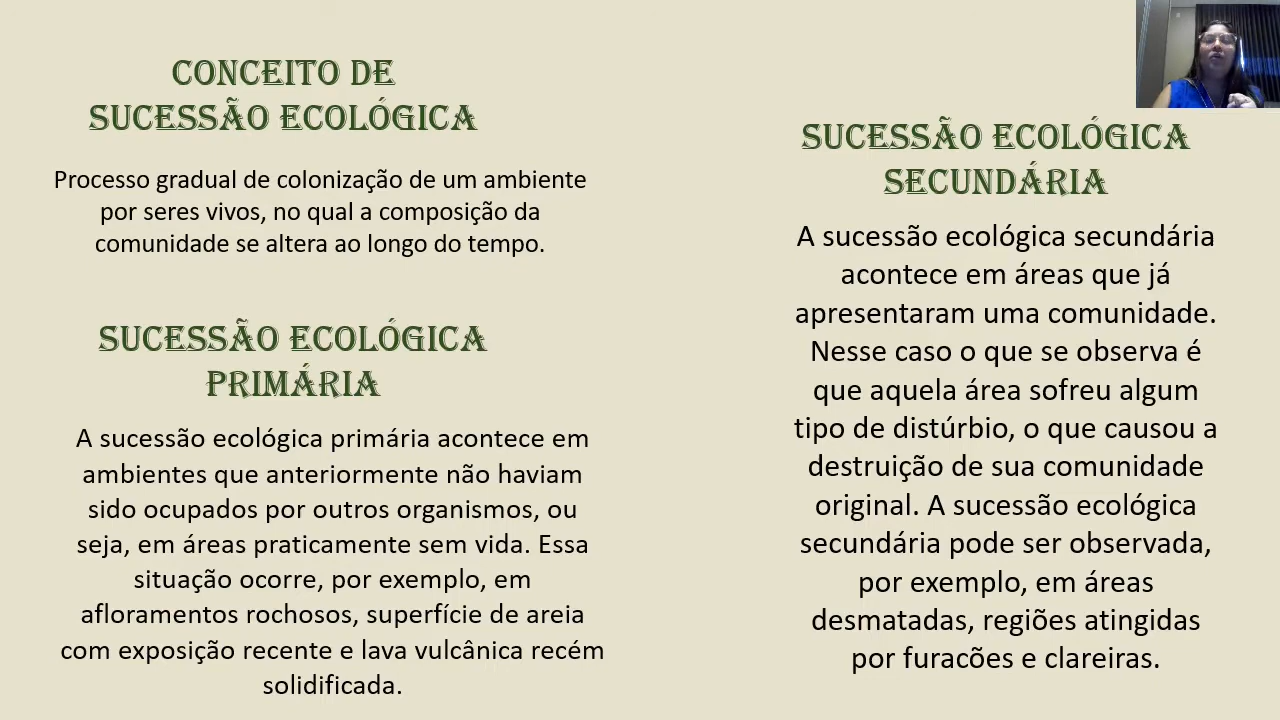 CONCEITO DE
SUCESSÃO ECOLÓGICA
Processo gradual de colonização de um ambiente
por seres vivos, no qual a composição da
comunidade se altera ao longo do tempo.
SUCESSÃO ECOLÓGICA
PRIMÁRIA
A sucessão ecológica primária acontece em
ambientes que anteriormente não haviam
sido ocupados por outros organismos, ou
seja, em áreas praticamente sem vida. Essa
situação ocorre, por exemplo, em
afloramentos rochosos, superfície de areia
com exposição recente e lava vulcânica recém
solidificada.
SUCESSÃO ECOLÓGICA
SECUNDÁRIA
A sucessão ecológica secundária
acontece em áreas que já
apresentaram uma comunidade.
Nesse caso o que se observa é
que aquela área sofreu algum
tipo de distúrbio, o que causou a
destruição de sua comunidade
original. A sucessão ecológica
secundária pode ser observada,
por exemplo, em áreas
desmatadas, regiões atingidas
por furacões e clareiras.